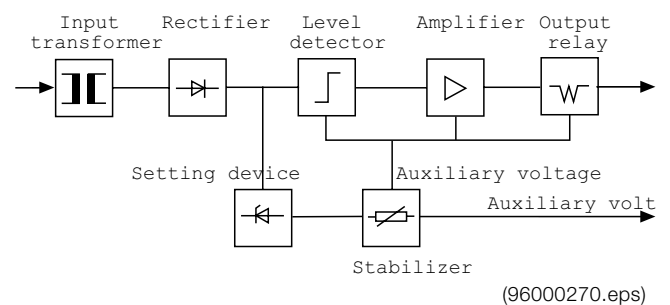 Input
transformer
Rectifier
Level
detector
Amplifier
Output
relay
Setting device
Auxiliary voltage
Auxiliary volt
Stabilizer
(96000270.eps)